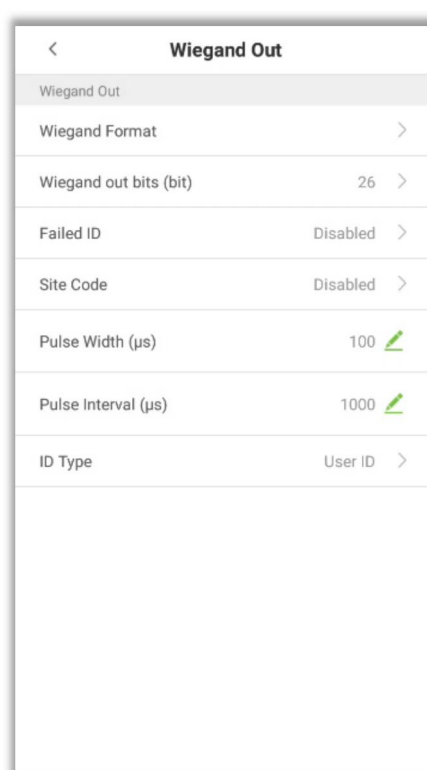 Wiegand Out
Wiegand Out
Wiegand Format
Wiegand out bits (bit) 26
Failed ID Disabled
Site Code Disabled
Pulse Width (µs) 100
Pulse Interval (µs) 1000
ID Type User ID